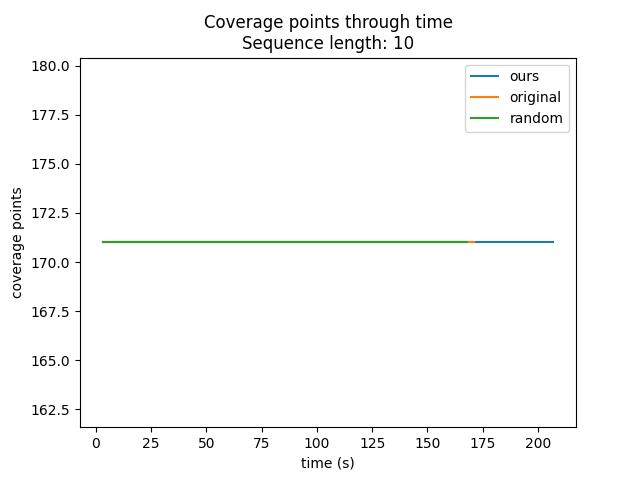 Coverage points through time
Sequence length: 10
ours
original
random
coverage points
180.0
177.5
175.0
172.5
170.0
167.5
165.0
162.5
0 25 50 75 100 125 150 175 200
time (s)